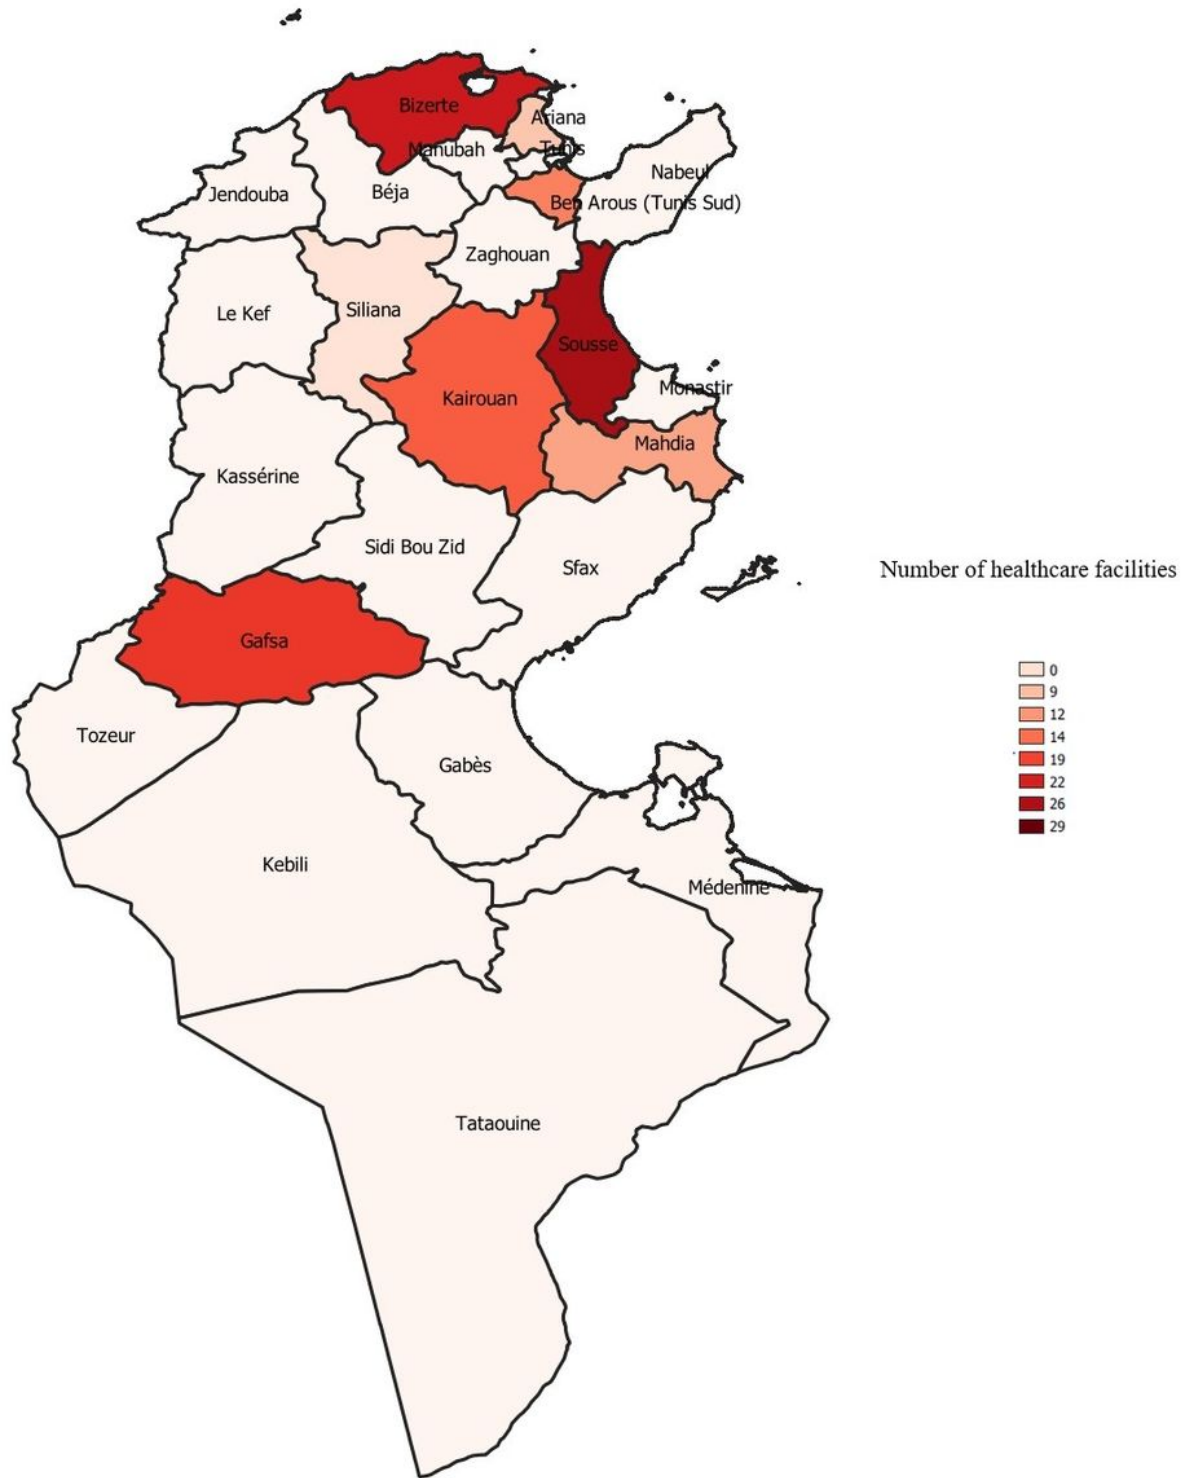 Bizerte
Ariana
Manubah
Tunis
Nabeul
Jendouba
Béja
Ben Arous (Tunis Sud)
Zaghouan
Le Kef
Siliana
Sousse
Monastir
Kairouan
Mahdia
Kassérine
Sidi Bou Zid
Sfax
Number of healthcare facilities
Gafsa
0
9
12
14
19
22
26
29
Tozeur
Gabès
Kebili
Médenine
Tataouine